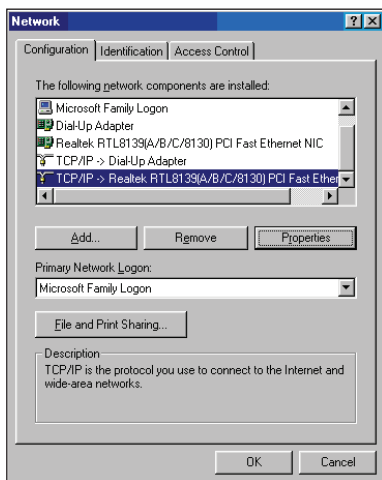 Network
Configuration Identification Access Control
The following network components are installed:
Microsoft Family Logon
Dial-Up Adapter
Realtek RTL8139(A/B/C/8130) PCI Fast Ethernet NIC
TCP/IP -> Dial-Up Adapter
TCP/IP -> Realtek RTL8139(A/B/C/8130) PCI Fast Ether
Add... Remove Properties
Primary Network Logon:
Microsoft Family Logon
File and Print Sharing...
Description
TCP/IP is the protocol you use to connect to the Internet and
wide-area networks.
OK Cancel